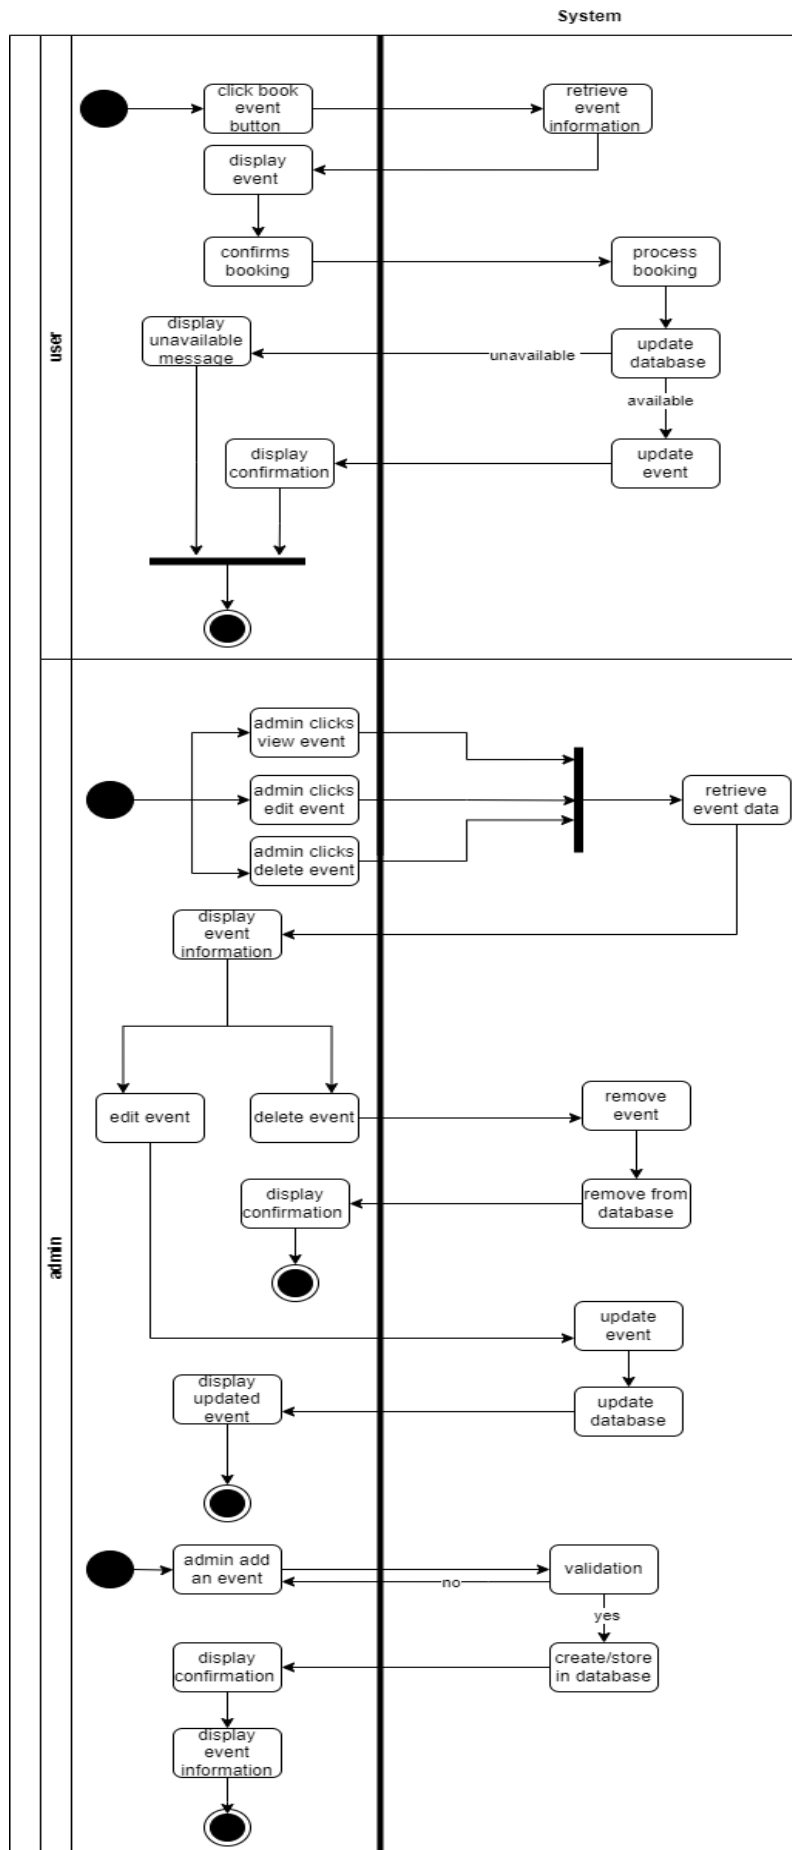 System
click book
event
button
retrieve
event
information
display
event
confirms
booking
process
booking
user
display
unavailable
message
unavailable
update
database
available
display
confirmation
update
event
admin clicks
view event
admin clicks
edit event
retrieve
event data
admin clicks
delete event
display
event
information
edit event
delete event
remove
event
display
confirmation
remove from
database
admin
update
event
display
updated
event
update
database
admin add
an event
validation
no
yes
display
confirmation
create/store
in database
display
event
information